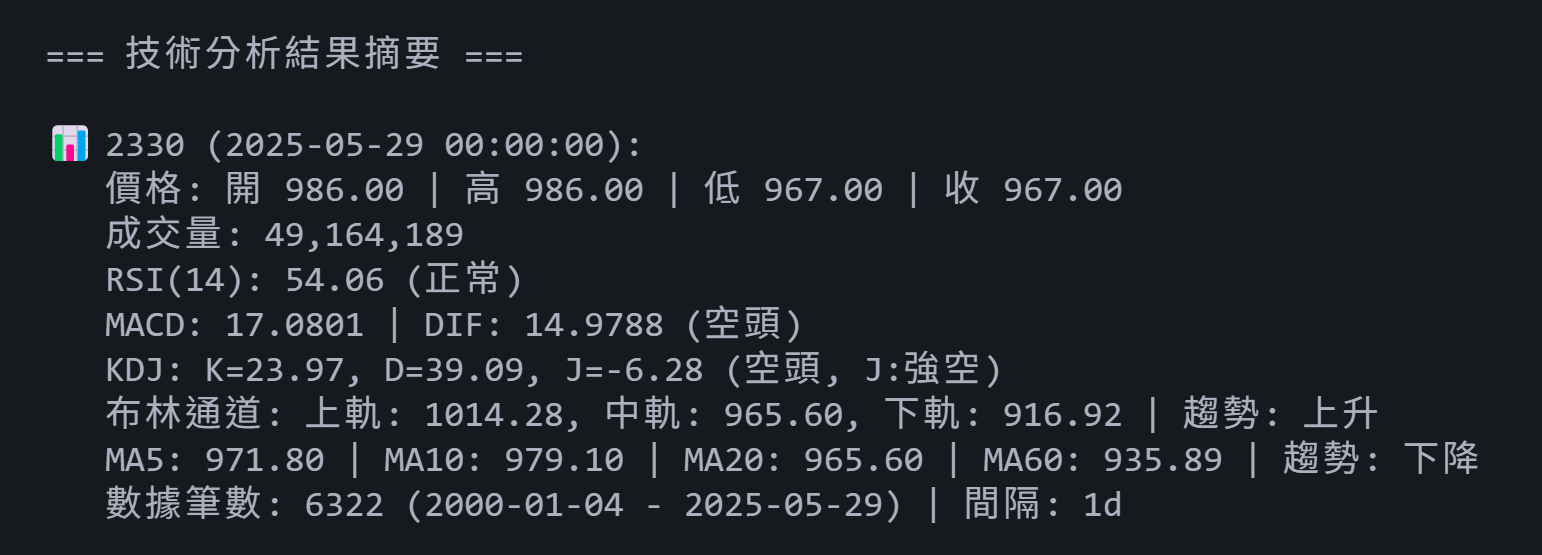 === 技術分析結果摘要 ===
📊 2330 (2025-05-29 00:00:00):
價格: 開 986.00 | 高 986.00 | 低 967.00 | 收 967.00
成交量: 49,164,189
RSI(14): 54.06 (正常)
MACD: 17.0801 | DIF: 14.9788 (空頭)
KDJ: K=23.97, D=39.09, J=-6.28 (空頭, J:強空)
布林通道: 上軌: 1014.28, 中軌: 965.60, 下軌: 916.92 | 趨勢: 上升
MA5: 971.80 | MA10: 979.10 | MA20: 965.60 | MA60: 935.89 | 趨勢: 下降
數據筆數: 6322 (2000-01-04 - 2025-05-29) | 間隔: 1d